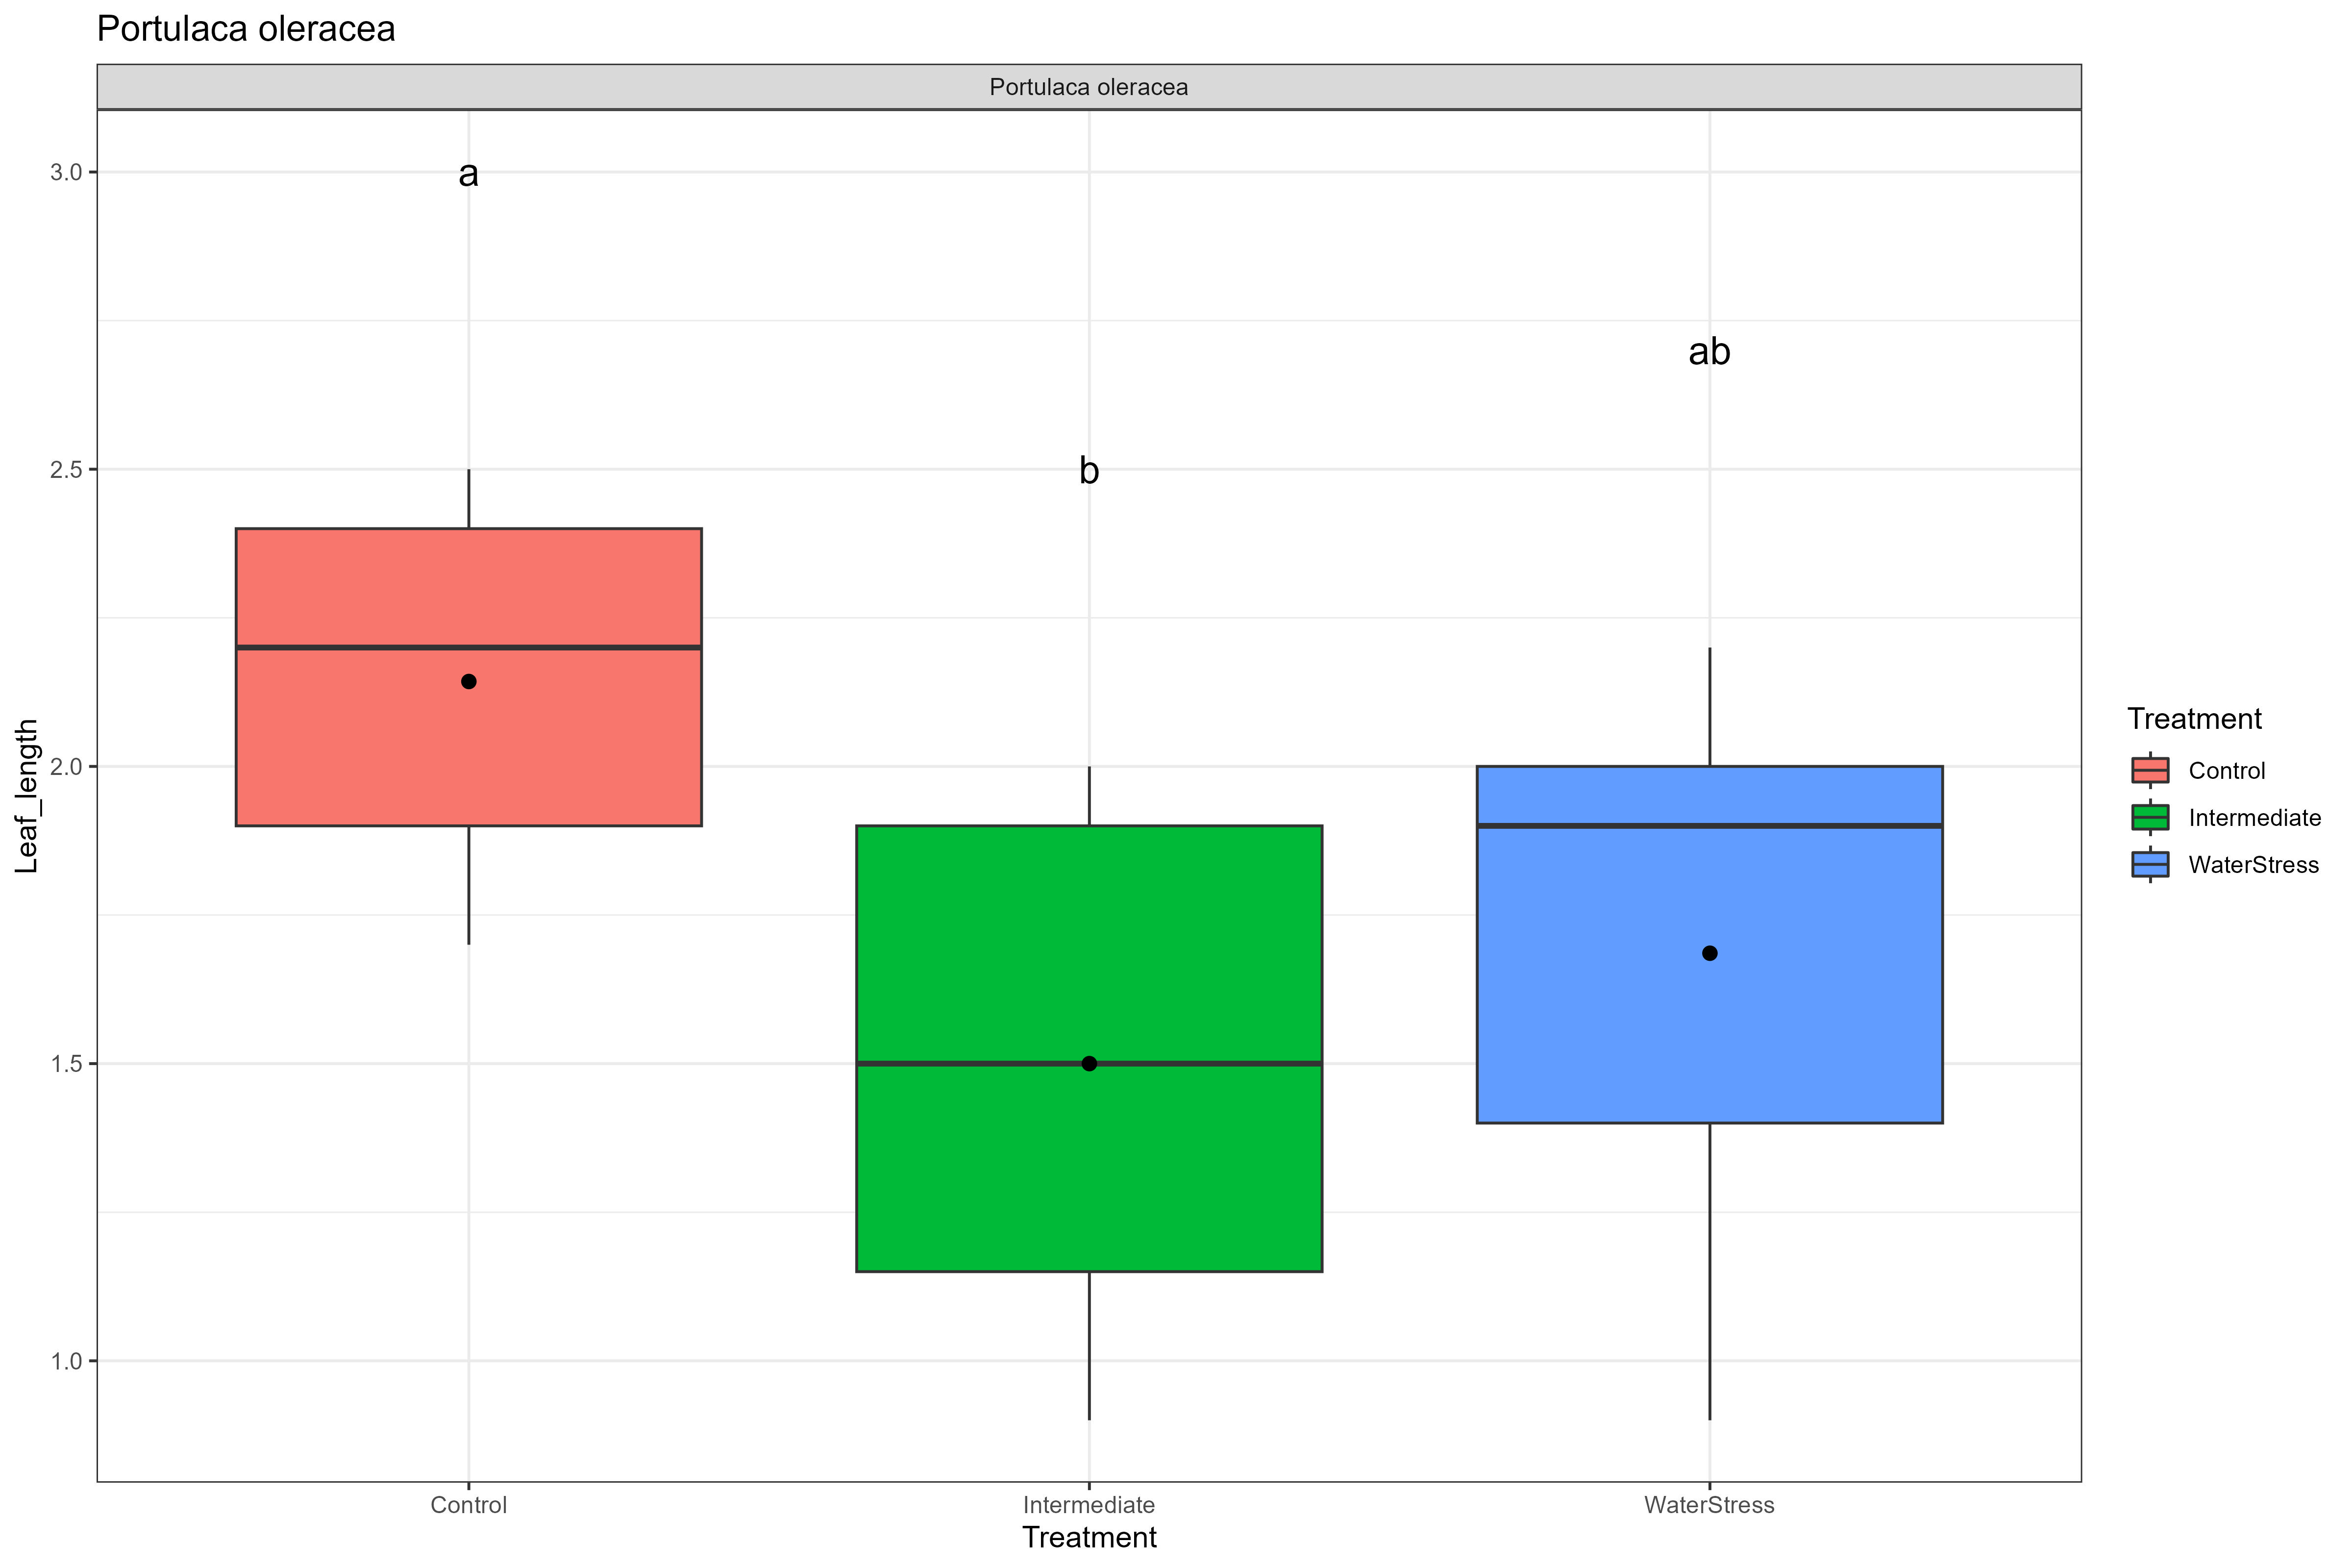 Portulaca oleracea
Portulaca oleracea
3.0
a
ab
2.5
b
2.0
1.5
1.0
Leaf_length
Control
Intermediate
WaterStress
Treatment
Treatment
Control
Intermediate
WaterStress